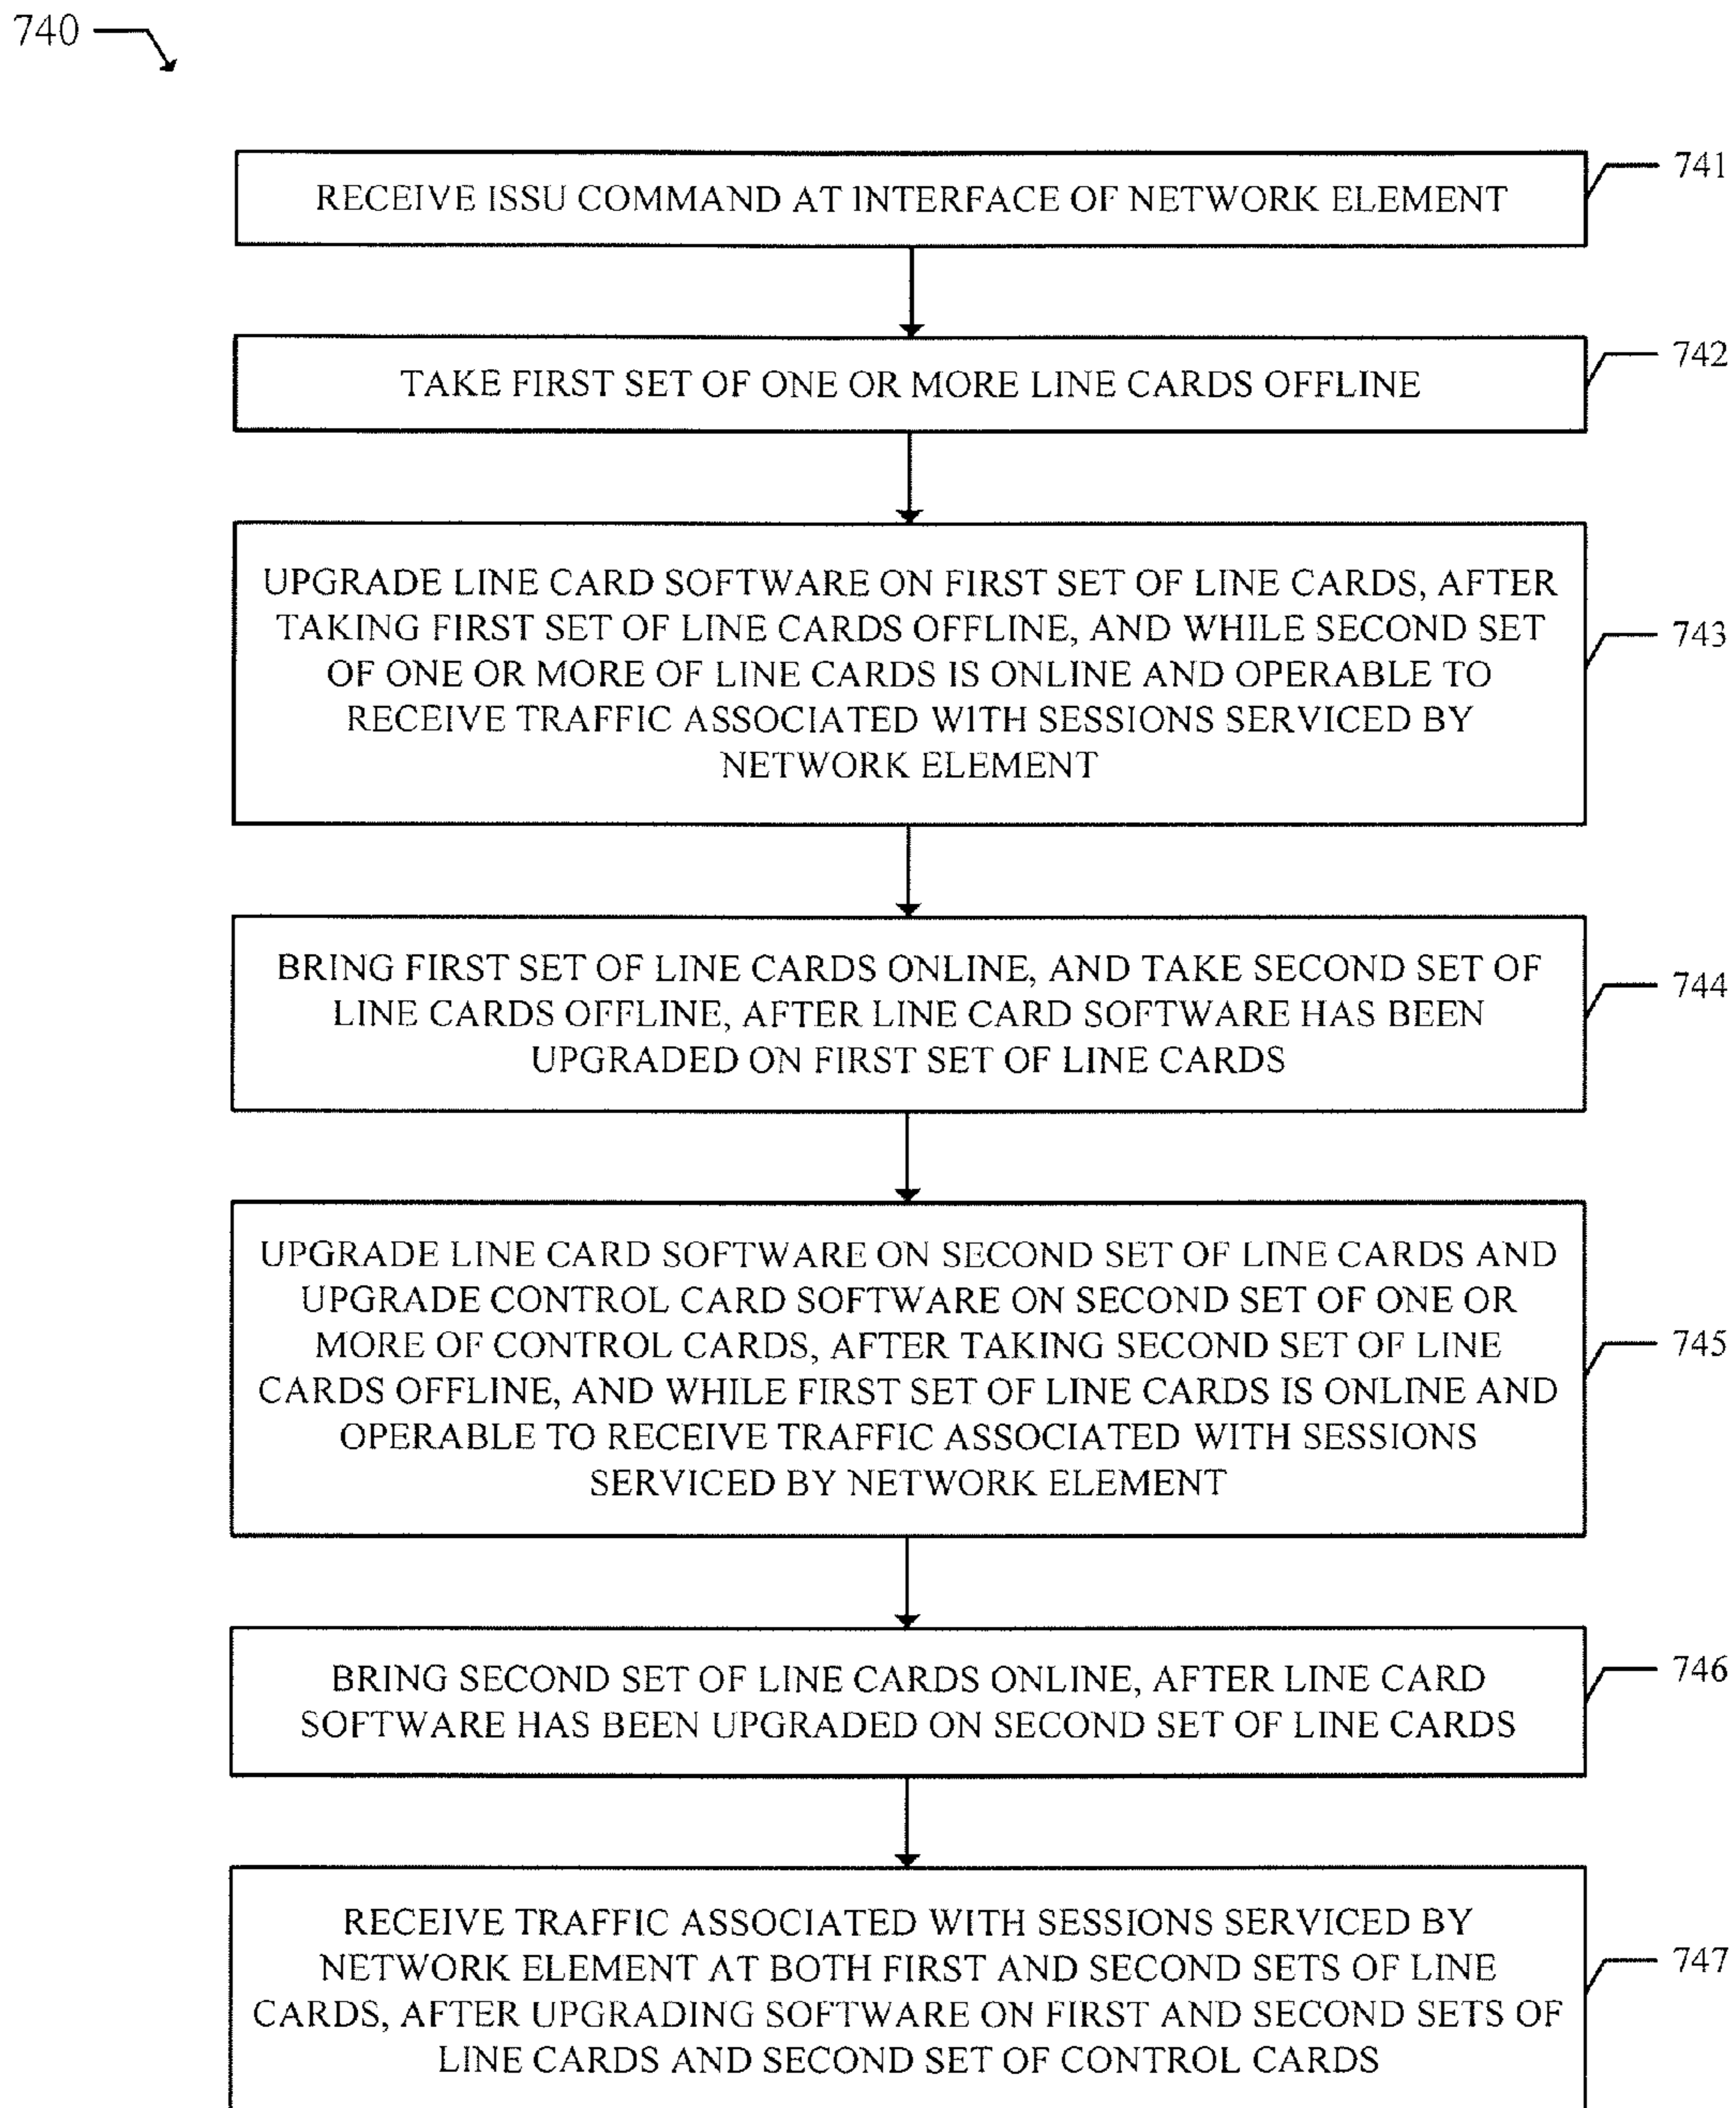 740
RECEIVE ISSU COMMAND AT INTERFACE OF NETWORK ELEMENT
741
TAKE FIRST SET OF ONE OR MORE LINE CARDS OFFLINE
742
UPGRADE LINE CARD SOFTWARE ON FIRST SET OF LINE CARDS, AFTER
TAKING FIRST SET OF LINE CARDS OFFLINE, AND WHILE SECOND SET
OF ONE OR MORE OF LINE CARDS IS ONLINE AND OPERABLE TO
RECEIVE TRAFFIC ASSOCIATED WITH SESSIONS SERVICED BY
NETWORK ELEMENT
743
BRING FIRST SET OF LINE CARDS ONLINE, AND TAKE SECOND SET OF
LINE CARDS OFFLINE, AFTER LINE CARD SOFTWARE HAS BEEN
UPGRADED ON FIRST SET OF LINE CARDS
744
UPGRADE LINE CARD SOFTWARE ON SECOND SET OF LINE CARDS AND
UPGRADE CONTROL CARD SOFTWARE ON SECOND SET OF ONE OR
MORE OF CONTROL CARDS, AFTER TAKING SECOND SET OF LINE
CARDS OFFLINE, AND WHILE FIRST SET OF LINE CARDS IS ONLINE AND
OPERABLE TO RECEIVE TRAFFIC ASSOCIATED WITH SESSIONS
SERVICED BY NETWORK ELEMENT
745
BRING SECOND SET OF LINE CARDS ONLINE, AFTER LINE CARD
SOFTWARE HAS BEEN UPGRADED ON SECOND SET OF LINE CARDS
746
RECEIVE TRAFFIC ASSOCIATED WITH SESSIONS SERVICED BY
NETWORK ELEMENT AT BOTH FIRST AND SECOND SETS OF LINE
CARDS, AFTER UPGRADING SOFTWARE ON FIRST AND SECOND SETS OF
LINE CARDS AND SECOND SET OF CONTROL CARDS
747